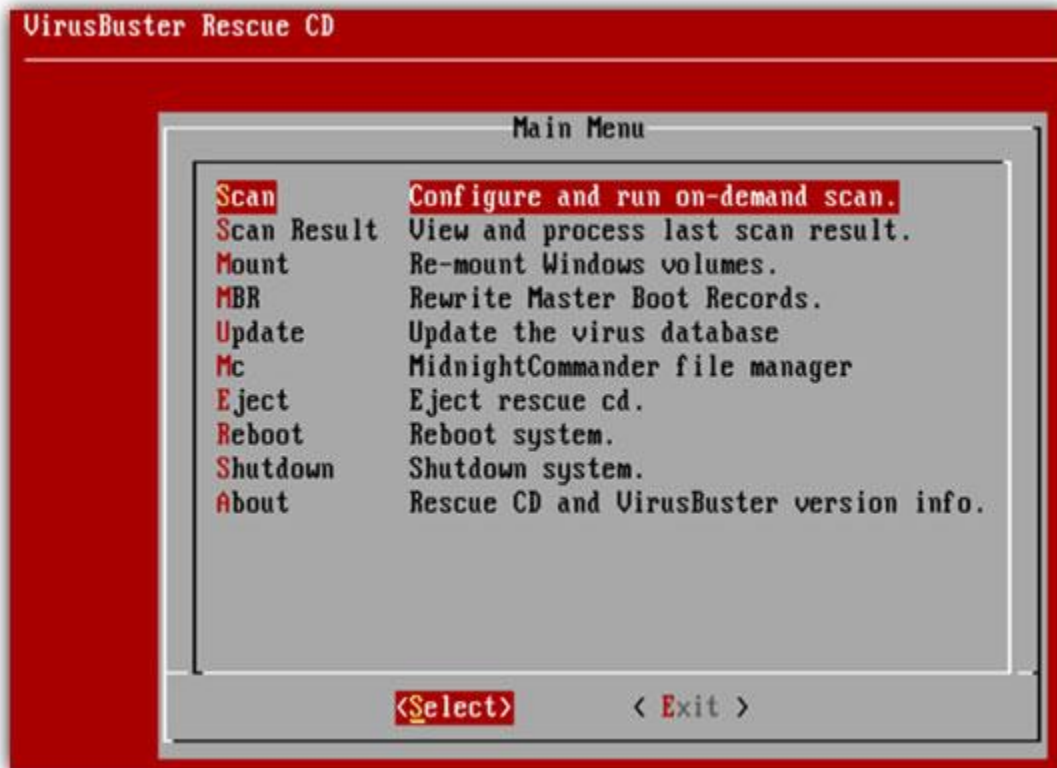 VirusBuster Rescue CD
Main Menu
Scan Configure and run on-demand scan.
Scan Result View and process last scan result.
Mount Re-mount Windows volumes.
MBR Rewrite Master Boot Records.
Update Update the virus database
Mc MidnightCommander file manager
Eject Eject rescue cd.
Reboot Reboot system.
Shutdown Shutdown system.
About Rescue CD and VirusBuster version info.
<Select> < Exit >